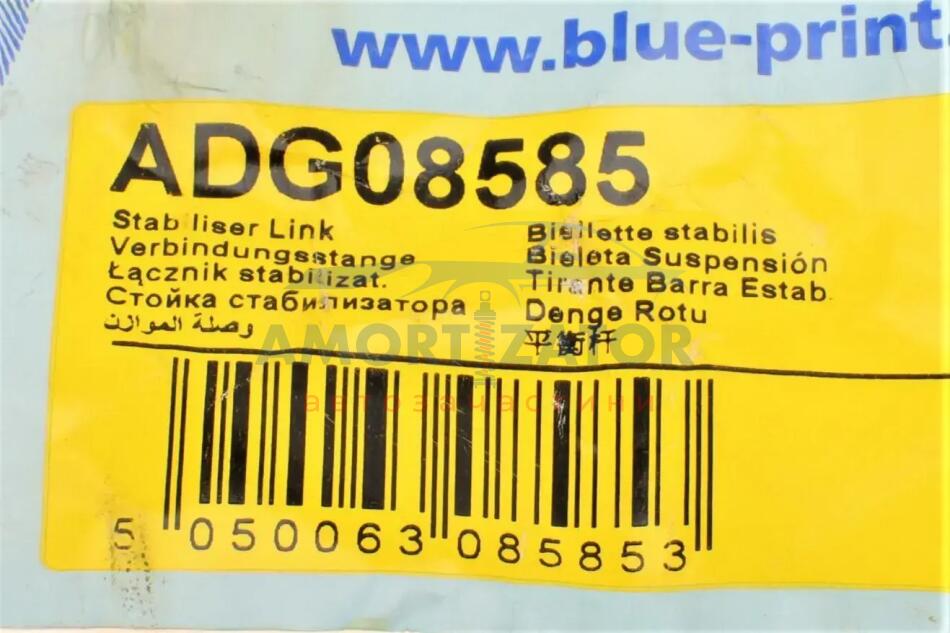 www.blue-print.
ADG08585
Stabiliser Link
Verbindungsstange
Łącznik stabilizat.
Стойка стабилизатора
وصلة الموازن
Biellette stabilis
Bieleta Suspensión
Tirante Barra Estab.
Denge Rotu
平衡杆
AMORTIZATOR
автозапчастини
5 050063 085853